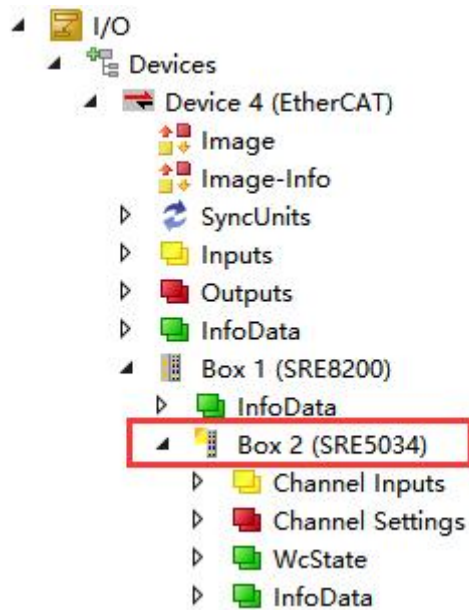 I/O
Devices
Device 4 (EtherCAT)
Image
Image-Info
SyncUnits
Inputs
Outputs
InfoData
Box 1 (SRE8200)
InfoData
Box 2 (SRE5034)
Channel Inputs
Channel Settings
WcState
InfoData